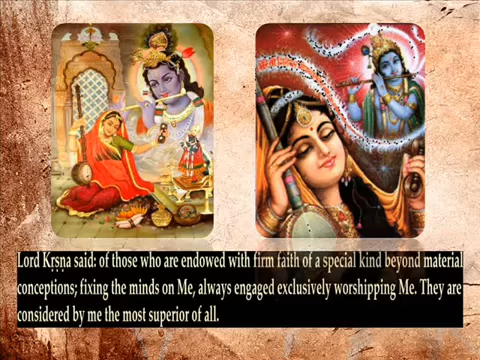 Lord Kṛṣṇa said: of those who are endowed with firm faith of a special kind beyond material
conceptions; fixing the minds on Me, always engaged exclusively worshipping Me. They are
considered by me the most superior of all.